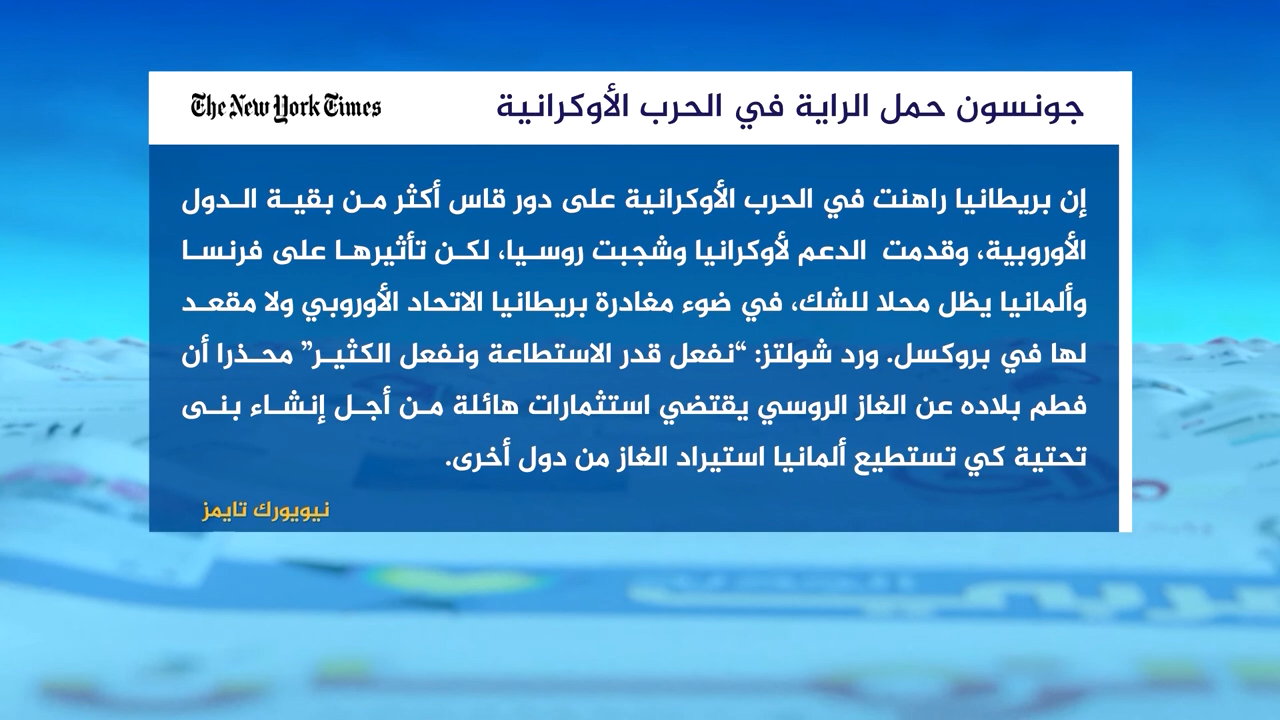 جونسون حمل الراية في الحرب الأوكرانية
The New York Times
إن بريطانيا راهنت في الحرب الأوكرانية على دور قاس أكثر من بقية الدول
الأوروبية، وقدمت الدعم لأوكرانيا وشجبت روسيا، لكن تأثيرها على فرنسا
وألمانيا يظل محلا للشك، في ضوء مغادرة بريطانيا الاتحاد الأوروبي ولا مقعد
لها في بروكسل. ورد شولتز: “نفعل قدر الاستطاعة ونفعل الكثير” محذرا أن
فطم بلاده عن الغاز الروسي يقتضي استثمارات هائلة من أجل إنشاء بنى
تحتية كي تستطيع ألمانيا استيراد الغاز من دول أخرى.
نيويورك تايمز